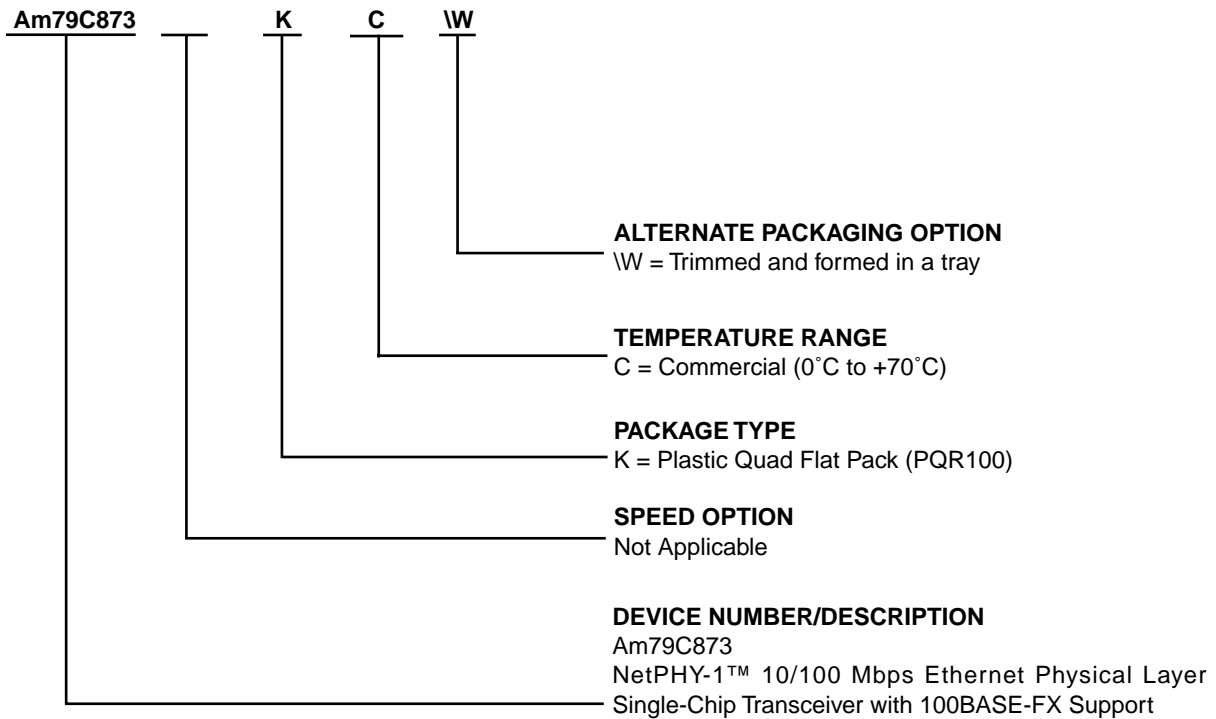 Am79C873 K C \W
ALTERNATE PACKAGING OPTION
\W = Trimmed and formed in a tray
TEMPERATURE RANGE
C = Commercial (0˚C to +70˚C)
PACKAGE TYPE
K = Plastic Quad Flat Pack (PQR100)
SPEED OPTION
Not Applicable
DEVICE NUMBER/DESCRIPTION
Am79C873
NetPHY-1™ 10/100 Mbps Ethernet Physical Layer
Single-Chip Transceiver with 100BASE-FX Support